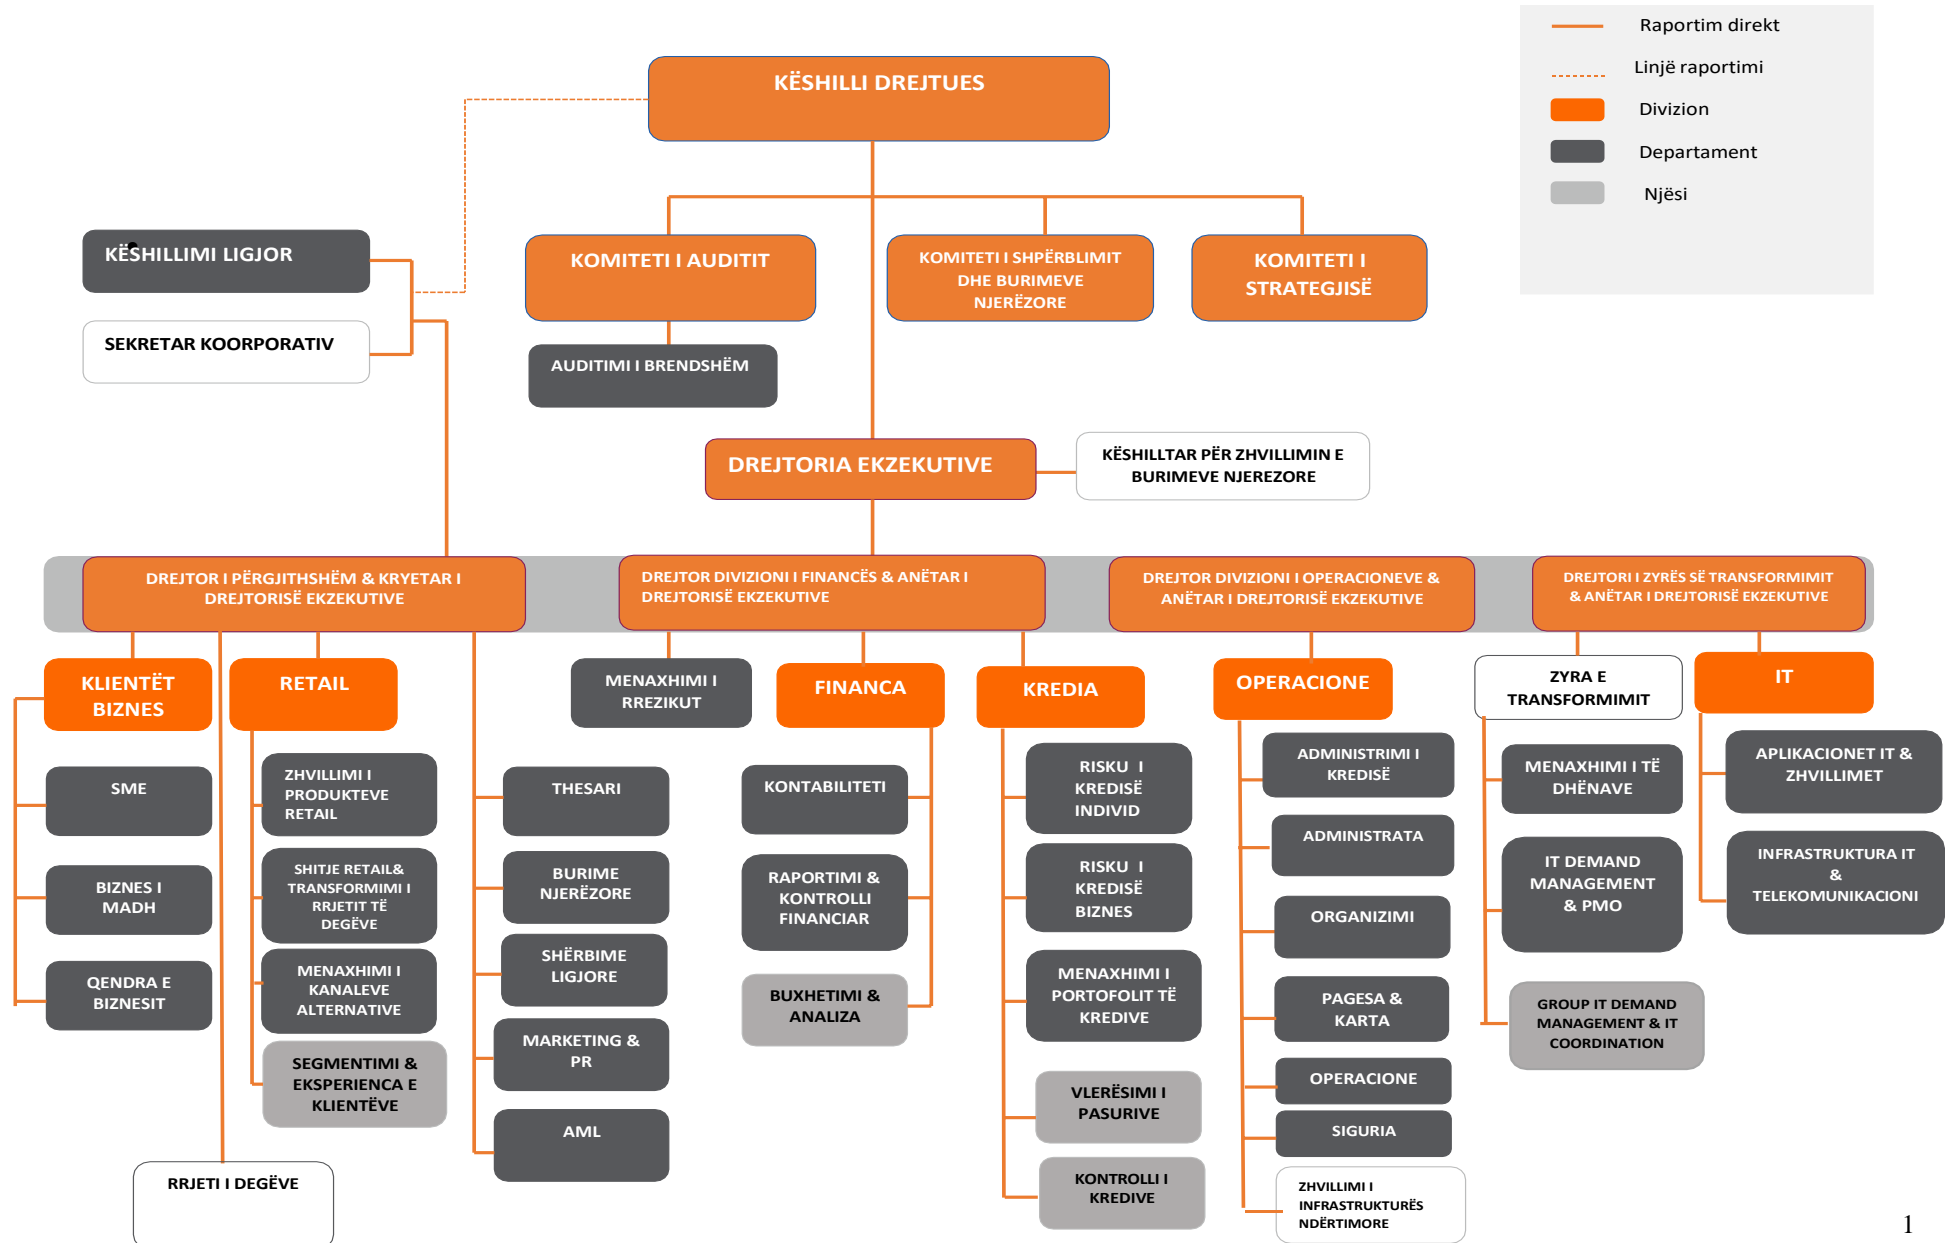 Raportim direkt
Linjë raportimi
Divizion
Departament
Njësi
KËSHILLI DREJTUES
KËSHILLIMI LIGJOR
SEKRETAR KOORPORATIV
KOMITETI I AUDITIT
KOMITETI I SHPËRBLIMIT
DHE BURIMEVE
NJERËZORE
KOMITETI I
STRATEGJISË
AUDITIMI I BRENDSHËM
DREJTORIA EKZEKUTIVE
KËSHILLTAR PËR ZHVILLIMIN E
BURIMEVE NJEREZORE
DREJTOR I PËRGJITHSHËM & KRYETAR I
DREJTORISË EKZEKUTIVE
DREJTOR DIVIZIONI I FINANCËS & ANËTAR I
DREJTORISË EKZEKUTIVE
DREJTOR DIVIZIONI I OPERACIONEVE &
ANËTAR I DREJTORISË EKZEKUTIVE
DREJTORI I ZYRËS SË TRANSFORMIMIT
& ANËTAR I DREJTORISË EKZEKUTIVE
KLIENTËT
BIZNES
SME
BIZNES I
MADH
QENDRA E
BIZNESIT
RETAIL
ZHVILLIMI I
PRODUKTEVE
RETAIL
SHITJE RETAIL&
TRANSFORMIMI I
RRJETIT TË
DEGËVE
MENAXHIMI I
KANALEVE
ALTERNATIVE
SEGMENTIMI &
EKSPERIENCA E
KLIENTËVE
RRJETI I DEGËVE
THESARI
BURIME
NJERËZORE
SHËRBIME
LIGJORE
MARKETING &
PR
AML
MENAXHIMI I
RREZIKUT
FINANCA
KONTABILITETI
RAPORTIMI &
KONTROLLI
FINANCIAR
BUXHETIMI &
ANALIZA
KREDIA
RISKU I
KREDISË
INDIVID
RISKU I
KREDISË
BIZNES
MENAXHIMI I
PORTOFOLIT TË
KREDIVE
VLERËSIMI I
PASURIVE
KONTROLLI I
KREDIVE
OPERACIONE
ADMINISTRIMI I
KREDISË
ADMINISTRATA
ORGANIZIMI
PAGESA &
KARTA
OPERACIONE
SIGURIA
ZHVILLIMI I
INFRASTRUKTURËS
NDËRTIMORE
ZYRA E
TRANSFORMIMIT
MENAXHIMI I TË
DHËNAVE
IT DEMAND
MANAGEMENT
& PMO
GROUP IT DEMAND
MANAGEMENT & IT
COORDINATION
IT
APLIKACIONET IT &
ZHVILLIMET
INFRASTRUKTURA IT
&
TELEKOMUNIKACIONI
1